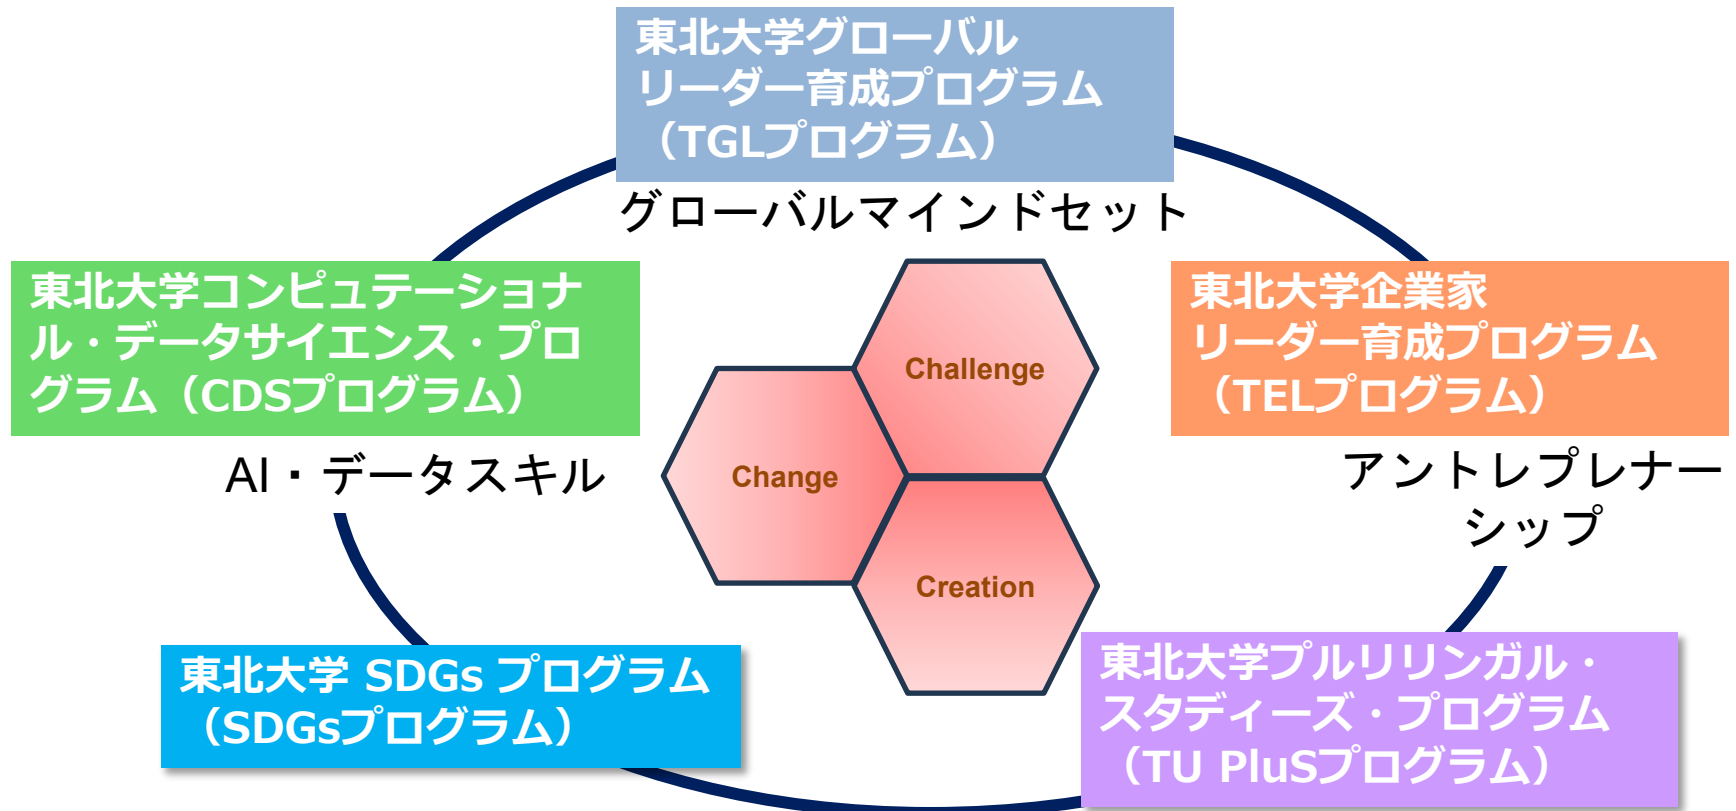 東北大学グローバル
リーダー育成プログラム
（TGLプログラム）
グローバルマインドセット
東北大学コンピュテーショナ
ル・データサイエンス・プロ
グラム（CDSプログラム）
AI・データスキル
東北大学企業家
リーダー育成プログラム
（TELプログラム）
アントレプレナー
シップ
Challenge
Change
Creation
東北大学 SDGs プログラム
（SDGsプログラム）
東北大学プルリリンガル・
スタディーズ・プログラム
（TU PluSプログラム）